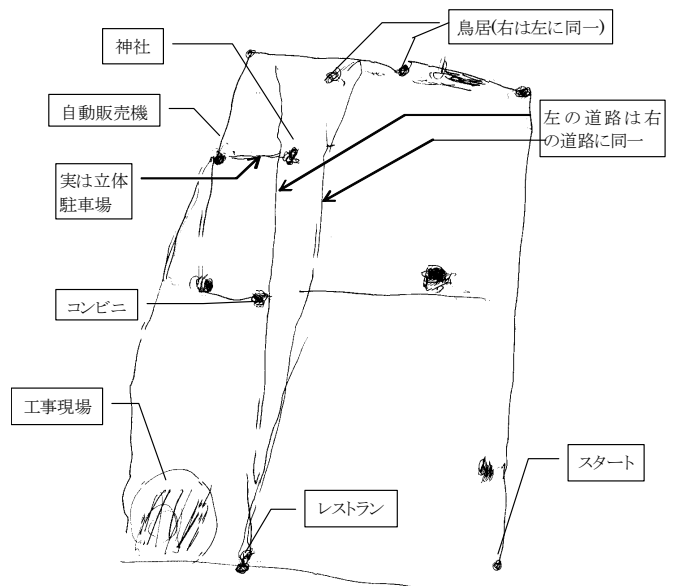 鳥居(右は左に同一)
神社
自動販売機
左の道路は右
の道路に同一
実は立体
駐車場
コンビニ
工事現場
スタート
レストラン